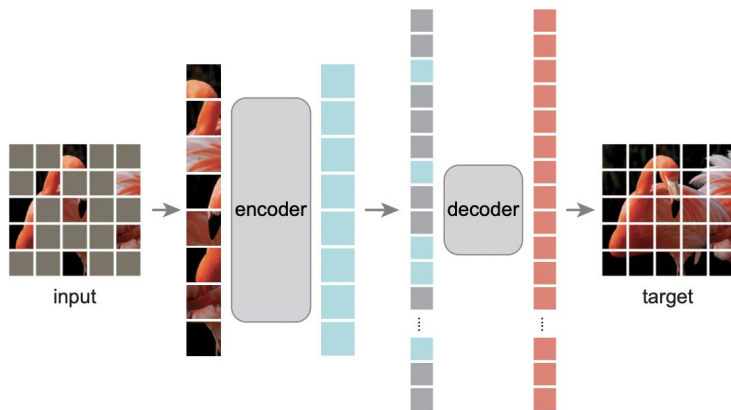 input
encoder
decoder
target